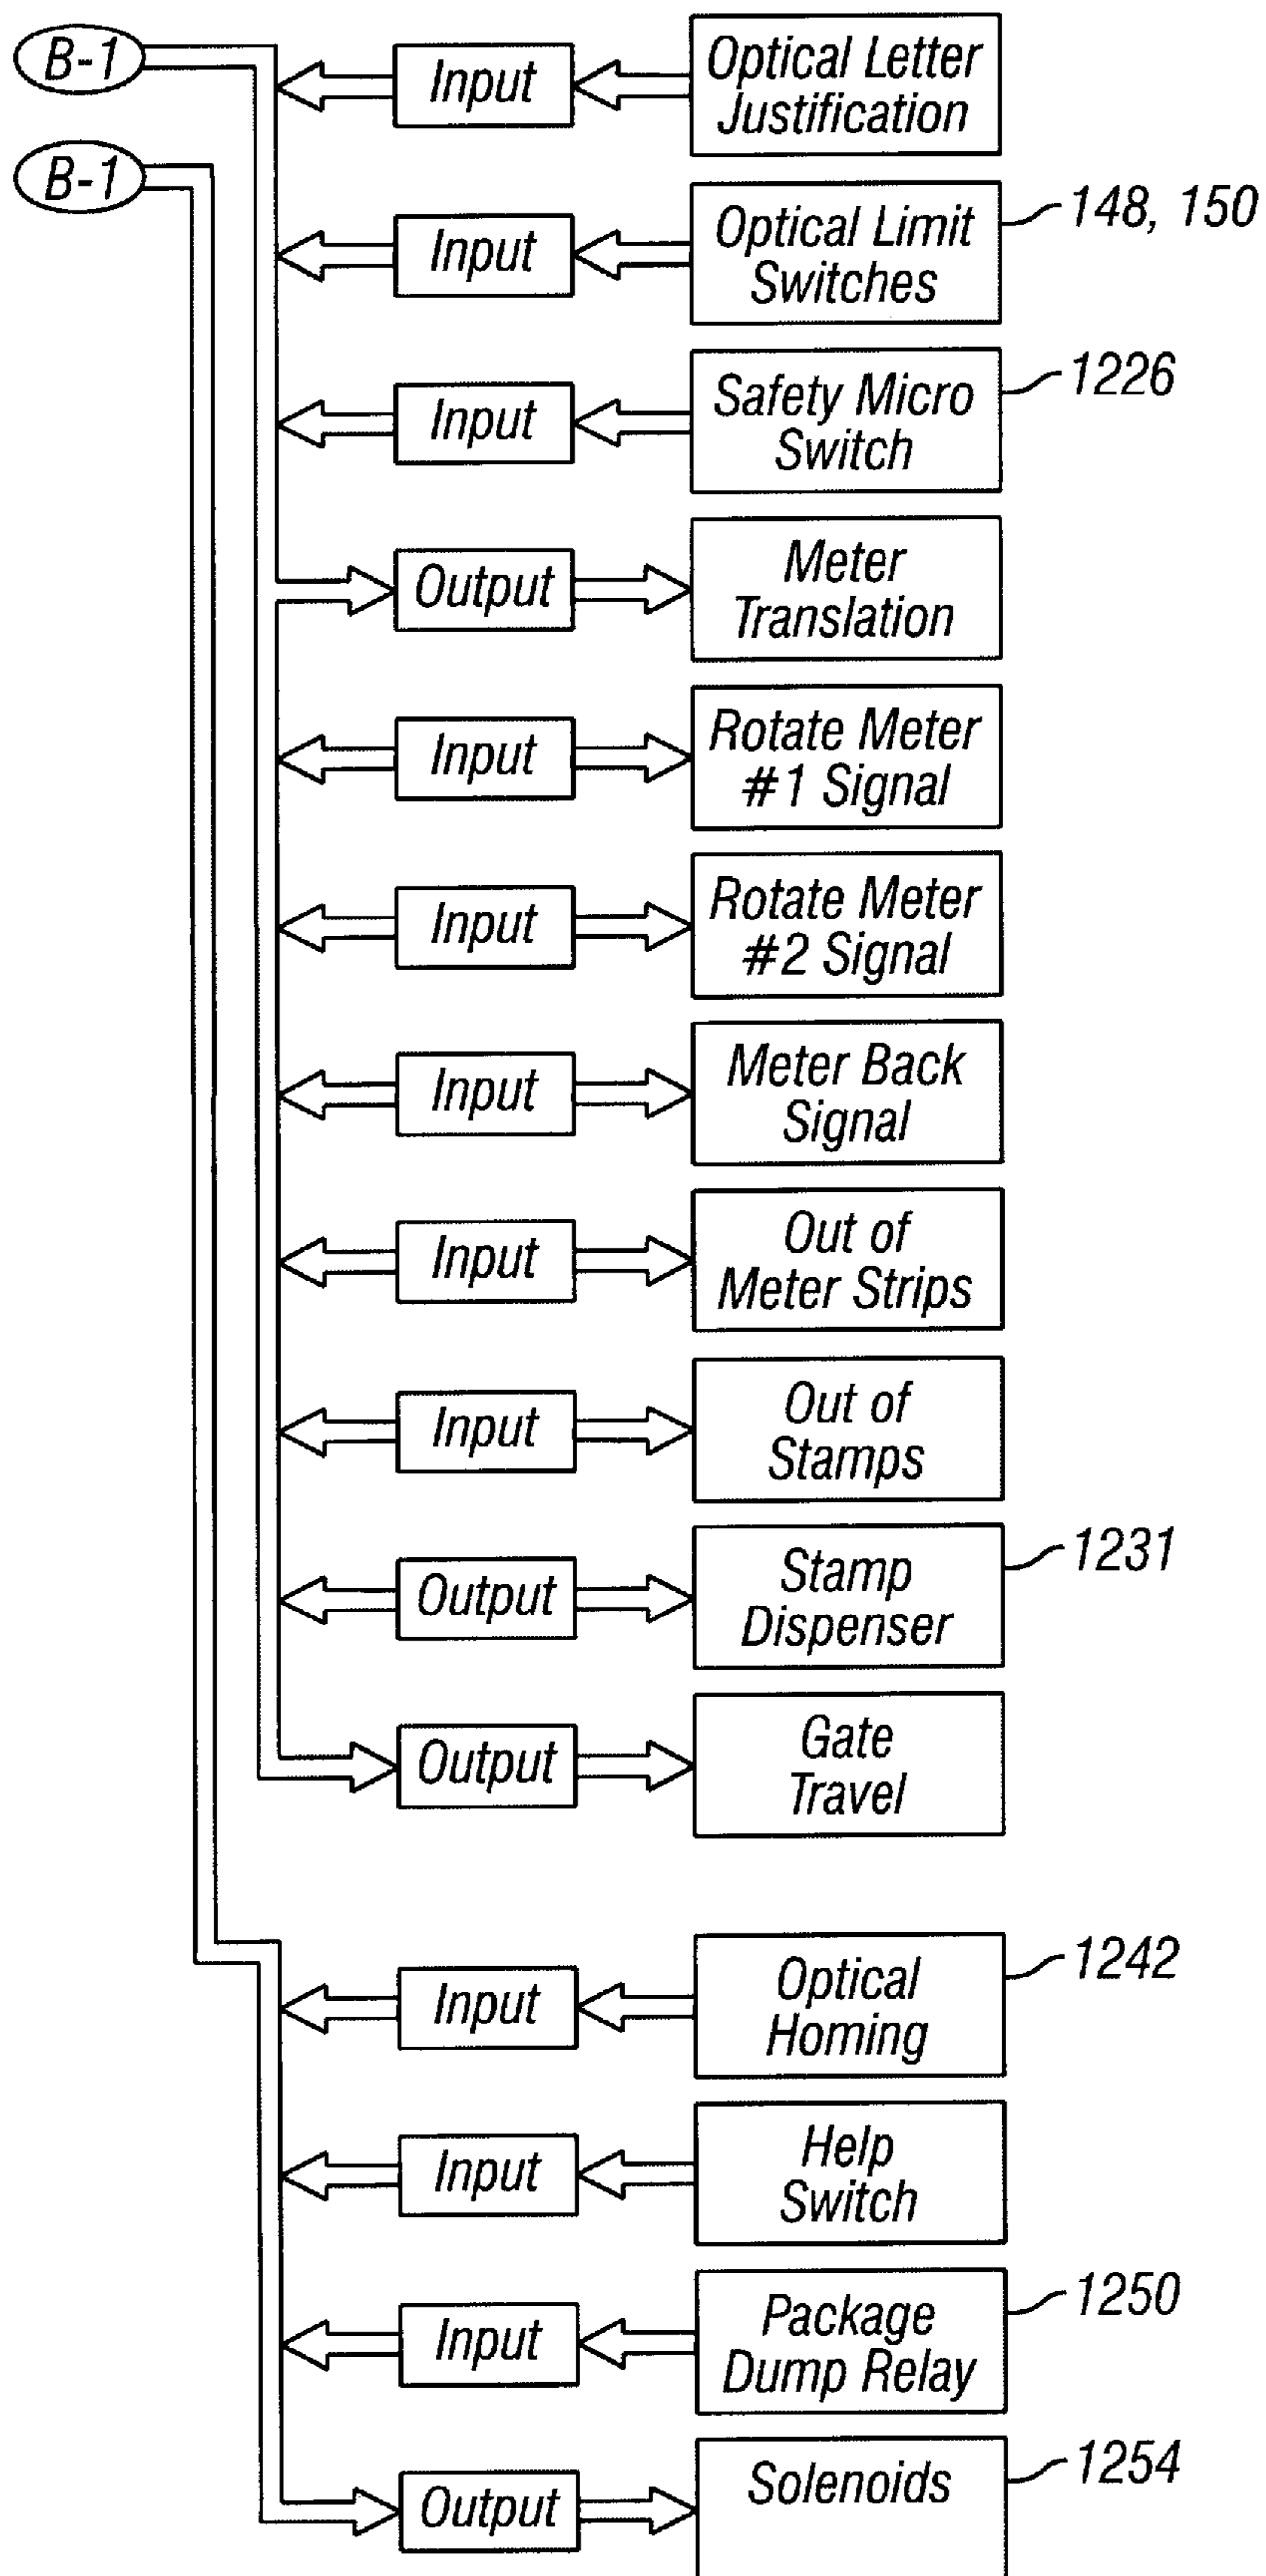 B-1
Input
Optical Letter
Justification
B-1
Input
Optical Limit
Switches
148, 150
Input
Safety Micro
Switch
1226
Output
Meter
Translation
Input
Rotate Meter
#1 Signal
Input
Rotate Meter
#2 Signal
Input
Meter Back
Signal
Input
Out of
Meter Strips
Input
Out of
Stamps
Output
Stamp
Dispenser
1231
Output
Gate
Travel
Input
Optical
Homing
1242
Input
Help
Switch
Input
Package
Dump Relay
1250
Output
Solenoids
1254